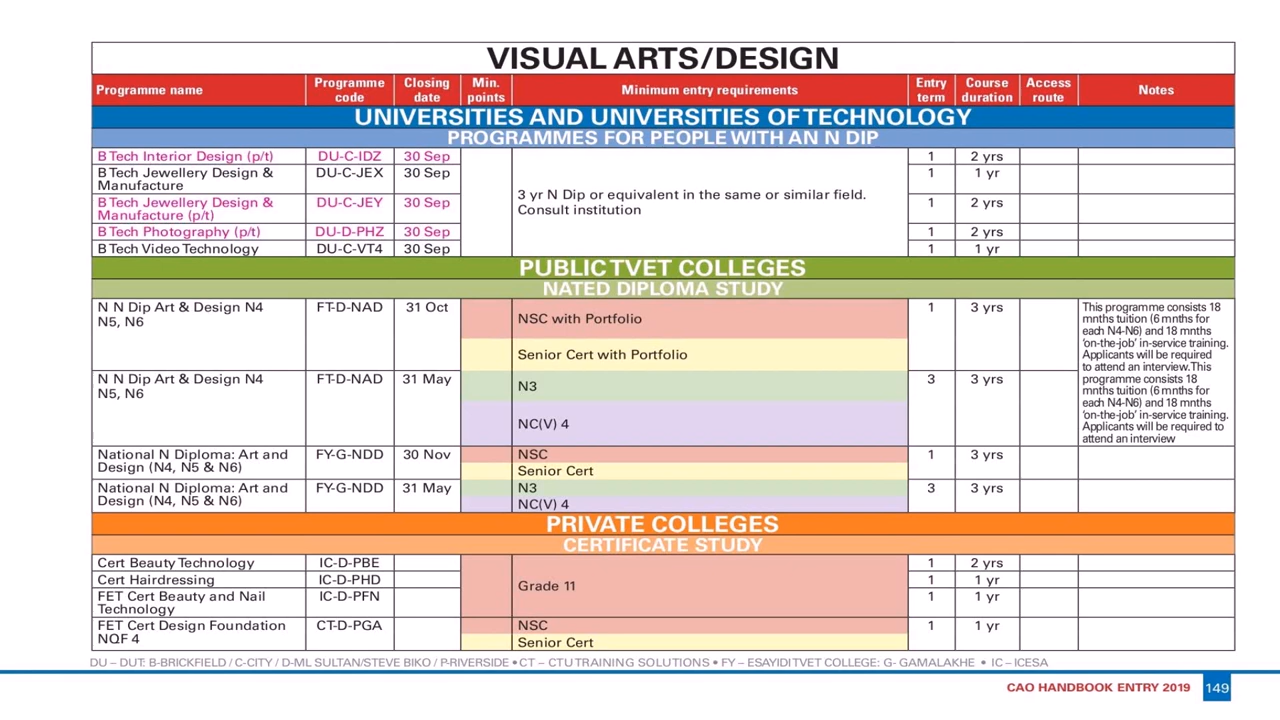 VISUAL ARTS/DESIGN
Programme name Programme code Closing date Min. points Minimum entry requirements Entry term Course duration Access route Notes
UNIVERSITIES AND UNIVERSITIES OF TECHNOLOGY
PROGRAMMES FOR PEOPLE WITH AN N DIP
B Tech Interior Design (p/t) DU-C-IDZ 30 Sep 1 2 yrs
B Tech Jewellery Design & DU-C-JEX 30 Sep 1 1 yr
Manufacture
3 yr N Dip or equivalent in the same or similar field.
Consult institution
B Tech Jewellery Design & DU-C-JEY 30 Sep 1 2 yrs
Manufacture (p/t)
B Tech Photography (p/t) DU-D-PHZ 30 Sep 1 2 yrs
B Tech Video Technology DU-C-VT4 30 Sep 1 1 yr
PUBLIC TVET COLLEGES
NATED DIPLOMA STUDY
N N Dip Art & Design N4 FT-D-NAD 31 Oct 1 3 yrs
N5, N6
NSC with Portfolio
Senior Cert with Portfolio
This programme consists 18
mnths tuition (6 mnths for
each N4-N6) and 18 mnths
‘on-the-job’ in-service training.
Applicants will be required
to attend an interview.This
programme consists 18
mnths tuition (6 mnths for
each N4-N6) and 18 mnths
‘on-the-job’ in-service training.
Applicants will be required to
attend an interview
N N Dip Art & Design N4 FT-D-NAD 31 May 3 3 yrs
N5, N6
N3
NC(V) 4
National N Diploma: Art and FY-G-NDD 30 Nov NSC 1 3 yrs
Design (N4, N5 & N6) Senior Cert
National N Diploma: Art and FY-G-NDD 31 May N3 3 3 yrs
Design (N4, N5 & N6) NC(V) 4
PRIVATE COLLEGES
CERTIFICATE STUDY
Cert Beauty Technology IC-D-PBE 1 2 yrs
Cert Hairdressing IC-D-PHD Grade 11 1 1 yr
FET Cert Beauty and Nail IC-D-PFN 1 1 yr
Technology
FET Cert Design Foundation CT-D-PGA NSC 1 1 yr
NQF 4 Senior Cert
DU – DUT: B-BRICKFIELD / C-CITY / D-ML SULTAN/STEVE BIKO / P-RIVERSIDE • CT – CTU TRAINING SOLUTIONS • FY – ESAYIDI TVET COLLEGE: G- GAMALAKHE • IC – ICESA
CAO HANDBOOK ENTRY 2019 149